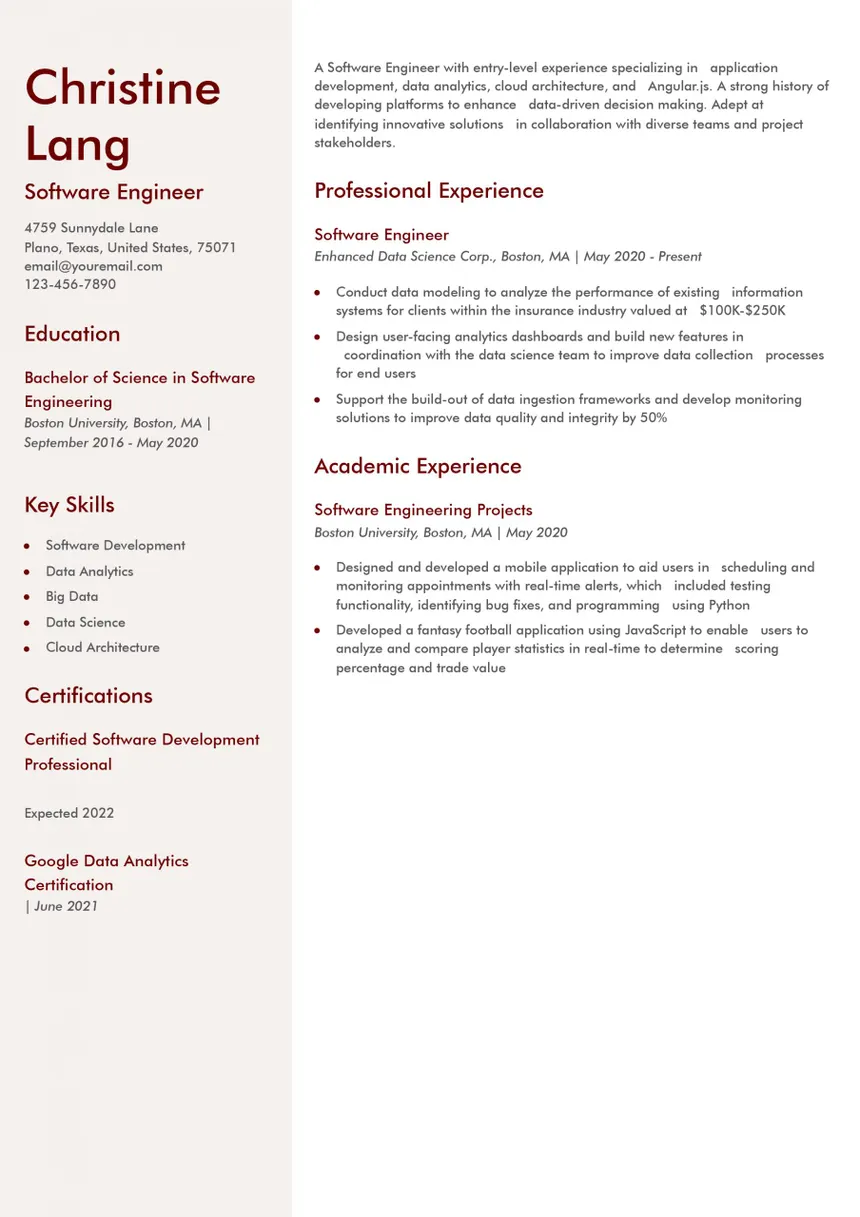 Christine
Lang
Software Engineer
4759 Sunnydale Lane
Plano, Texas, United States, 75071
email@youremail.com
123-456-7890
Education
Bachelor of Science in Software
Engineering
Boston University, Boston, MA |
September 2016 - May 2020
Key Skills
• Software Development
• Data Analytics
• Big Data
• Data Science
• Cloud Architecture
Certifications
Certified Software Development
Professional
Expected 2022
Google Data Analytics
Certification
| June 2021
A Software Engineer with entry-level experience specializing in application
development, data analytics, cloud architecture, and Angular.js. A strong history of
developing platforms to enhance data-driven decision making. Adept at
identifying innovative solutions in collaboration with diverse teams and project
stakeholders.
Professional Experience
Software Engineer
Enhanced Data Science Corp., Boston, MA | May 2020 - Present
• Conduct data modeling to analyze the performance of existing information
systems for clients within the insurance industry valued at $100K-$250K
• Design user-facing analytics dashboards and build new features in
coordination with the data science team to improve data collection processes
for end users
• Support the build-out of data ingestion frameworks and develop monitoring
solutions to improve data quality and integrity by 50%
Academic Experience
Software Engineering Projects
Boston University, Boston, MA | May 2020
• Designed and developed a mobile application to aid users in scheduling and
monitoring appointments with real-time alerts, which included testing
functionality, identifying bug fixes, and programming using Python
• Developed a fantasy football application using JavaScript to enable users to
analyze and compare player statistics in real-time to determine scoring
percentage and trade value